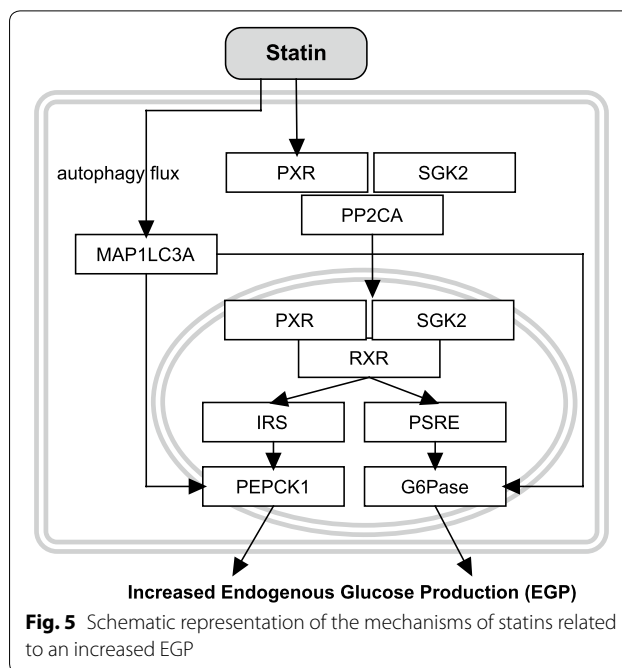 Statin
PXR
SGK2
autophagy flux
PP2CA
MAP1LC3A
PXR
SGK2
RXR
IRS
PSRE
PEPCK1
G6Pase
Increased Endogenous Glucose Production (EGP)
Fig. 5 Schematic representation of the mechanisms of statins related
to an increased EGP